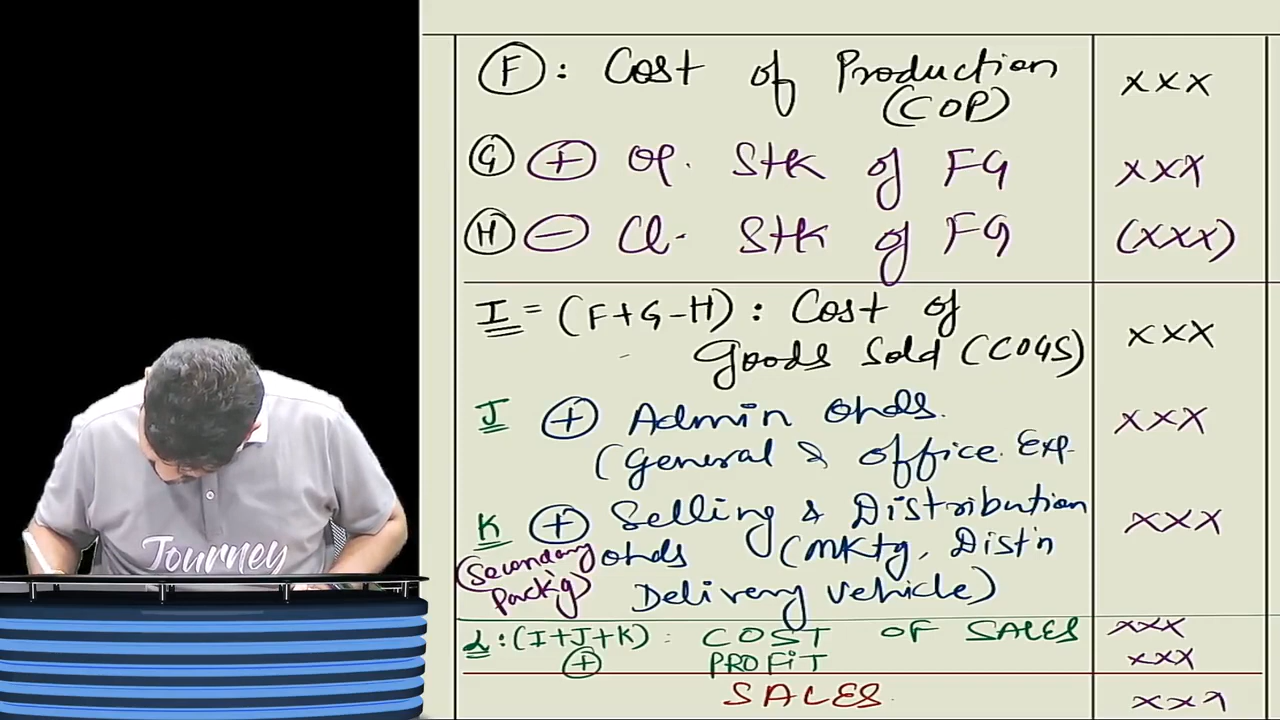 F : Cost of Production xxx
(COP)
G + Op. Stk of FG xxx
H - Cl. Stk of FG (xxx)
I = (F+G-H) : Cost of
Goods Sold (COGS) xxx
J + Admin Ohds. xxx
(General & Office. Exp.
K + Selling & Distribution xxx
Ohds (Mktg, Dist'n
(Secondary
Pack'g) Delivery Vehicle)
L : (I+J+K) : COST OF SALES xxx
+ PROFIT xxx
SALES xxx
Journey